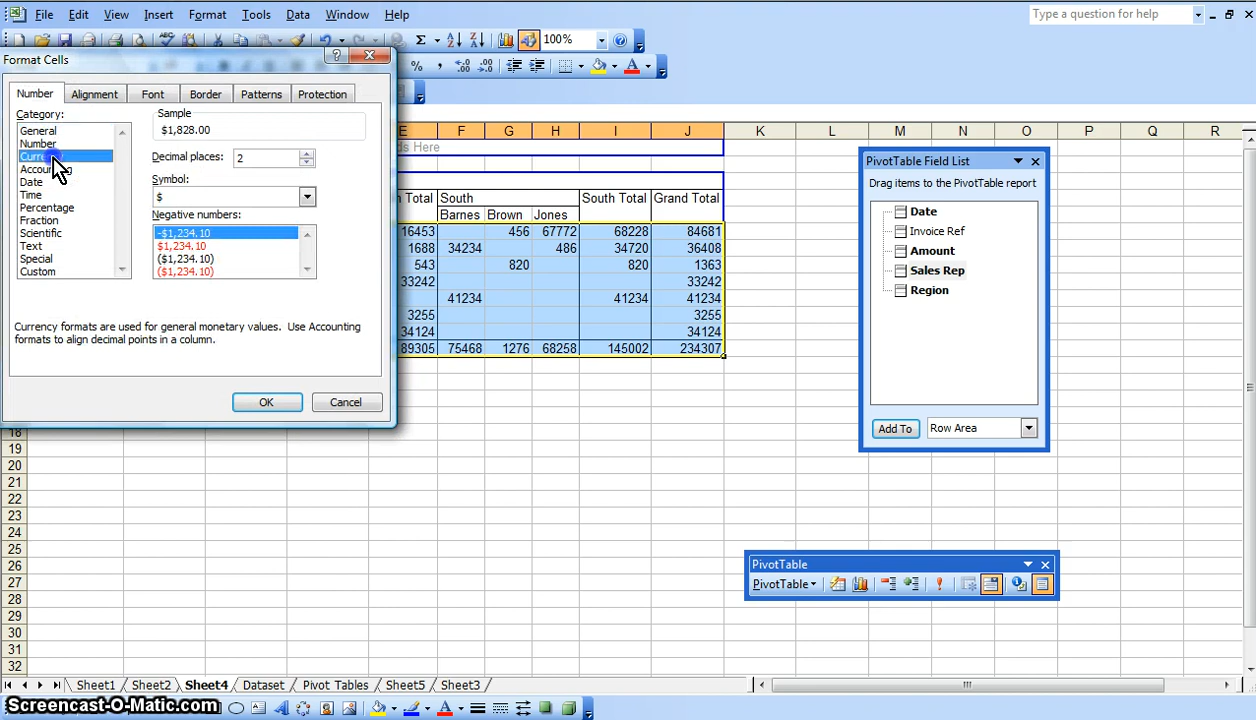 File Edit View Insert Format Tools Data Window Help Type a question for help
Σ 100%
Format Cells
% ,
Number Alignment Font Border Patterns Protection
Category:
General
Number
Accounting
Date
Time
Percentage
Fraction
Scientific
Text
Special
Custom
Sample
$1,828.00
Decimal places: 2
Symbol:
$
Negative numbers:
-$1,234.10
$1,234.10
($1,234.10)
($1,234.10)
Currency formats are used for general monetary values. Use Accounting
formats to align decimal points in a column.
OK Cancel
E F G H I J K L M N O P Q R
ds Here
Total South South Total Grand Total
Barnes Brown Jones
16453 456 67772 68228 84681
1688 34234 486 34720 36408
543 820 820 1363
33242 33242
41234 41234 41234
3255 3255
34124 34124
89305 75468 1276 68258 145002 234307
PivotTable Field List
Drag items to the PivotTable report
Date
Invoice Ref
Amount
Sales Rep
Region
Add To Row Area
PivotTable
PivotTable
18
19
20
21
22
23
24
25
26
27
28
29
30
31
32
Sheet1 Sheet2 Sheet4 Dataset Pivot Tables Sheet5 Sheet3
Screencast-O-Matic.com